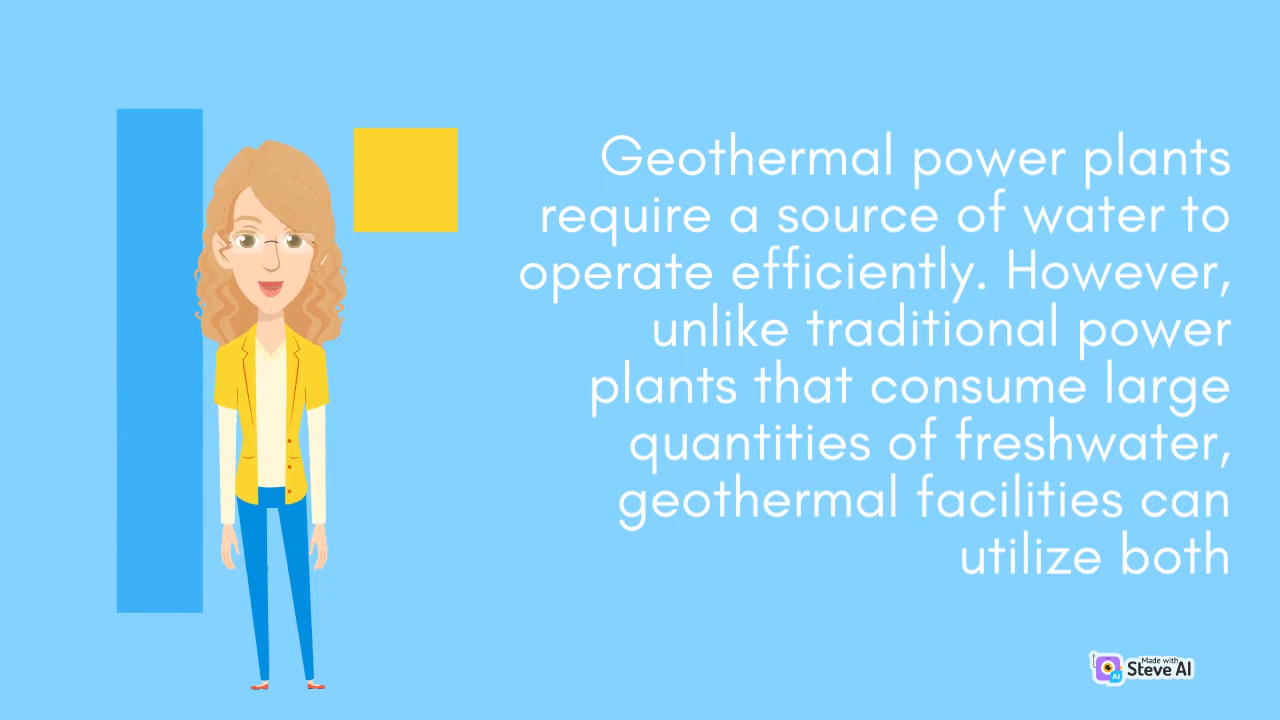 Geothermal power plants
require a source of water to
operate efficiently. However,
unlike traditional power
plants that consume large
quantities of freshwater,
geothermal facilities can
utilize both
Made with
Steve AI
AI